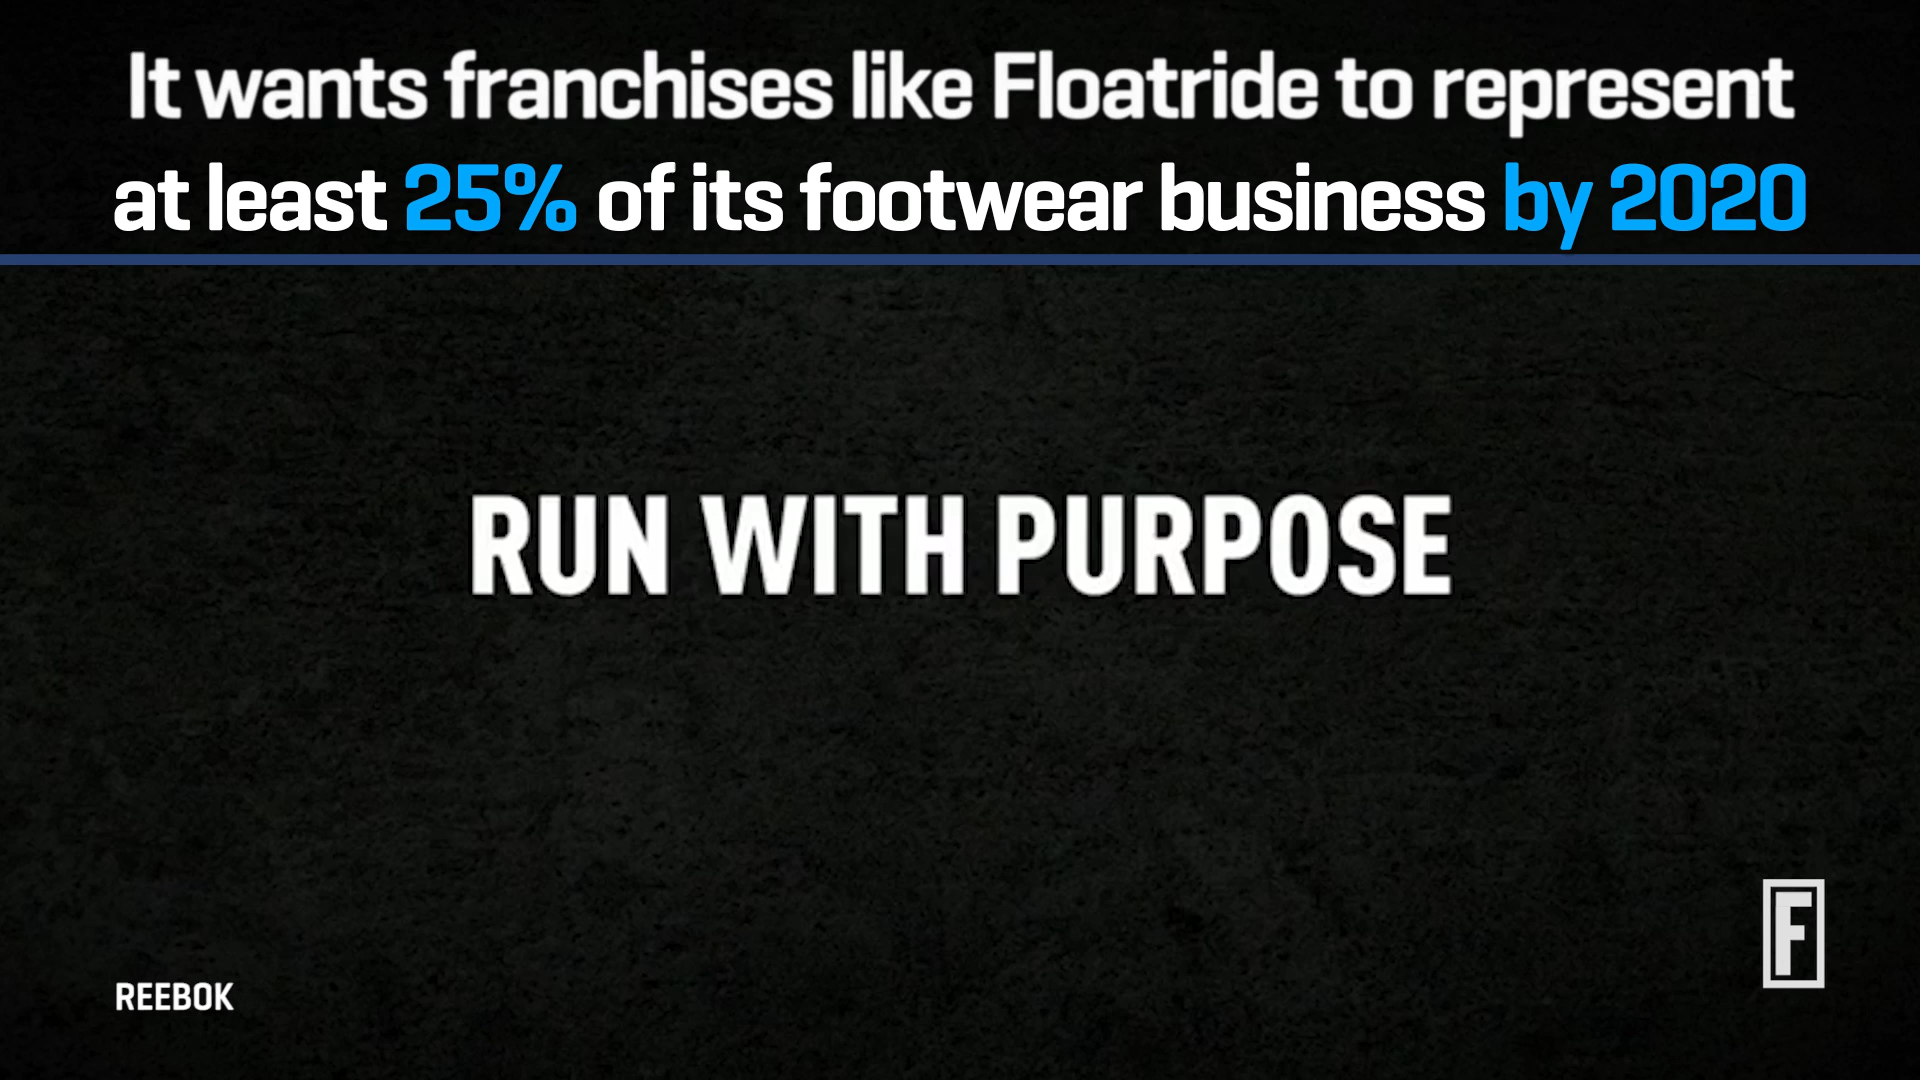 It wants franchises like Floatride to represent
at least 25% of its footwear business by 2020
RUN WITH PURPOSE
F
REEBOK